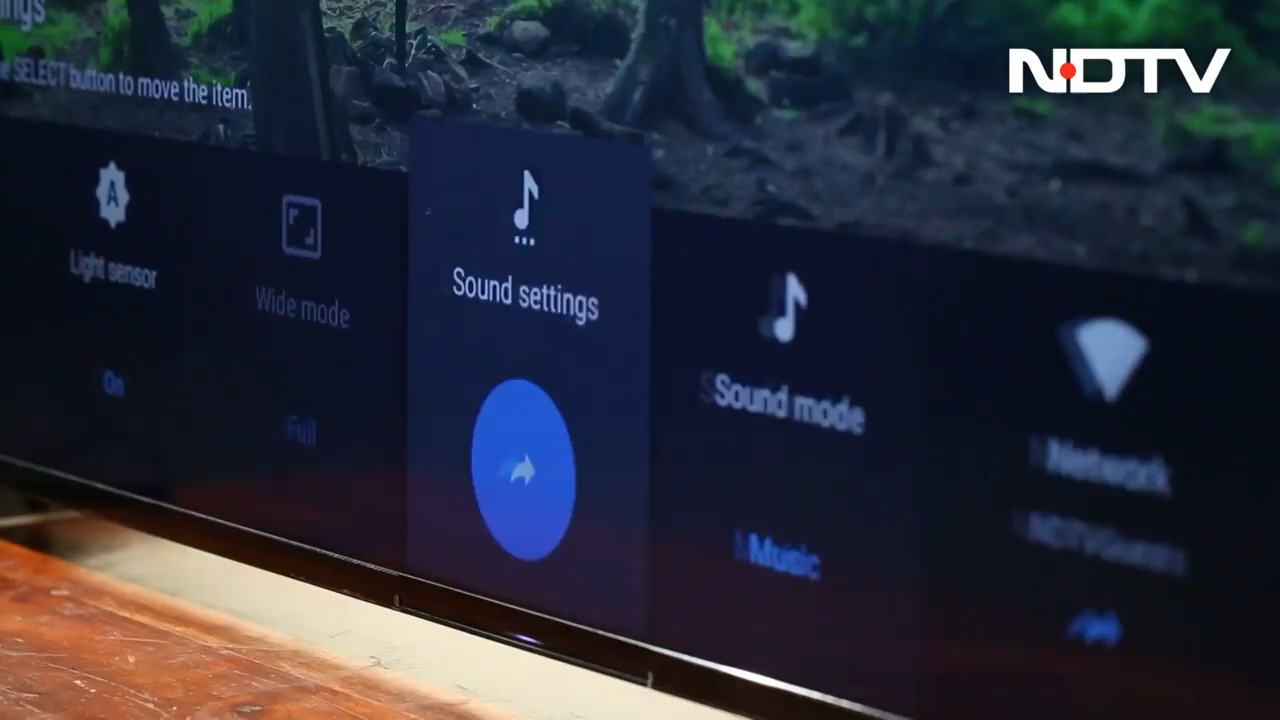 NDTV
SELECT button to move the item.
Light sensor
On
Wide mode
Full
Sound settings
Sound mode
Music
Network